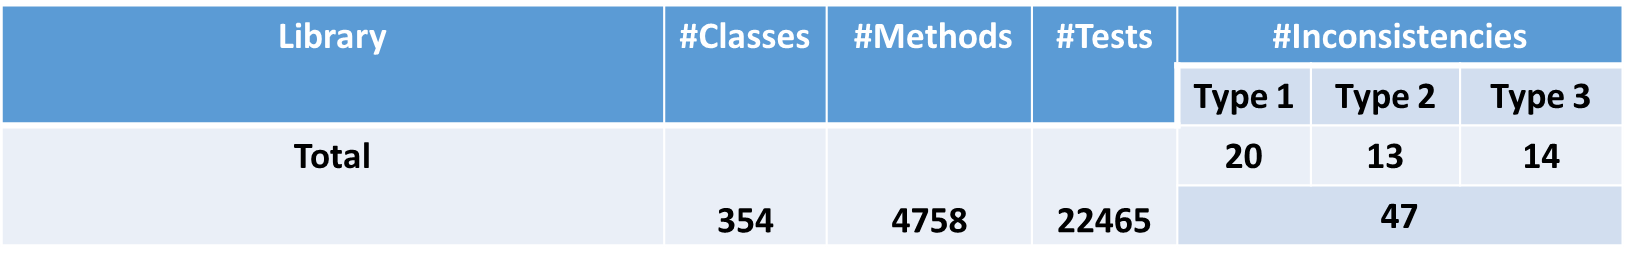 Library #Classes #Methods #Tests #Inconsistencies
Type 1 Type 2 Type 3
Total 20 13 14
354 4758 22465 47